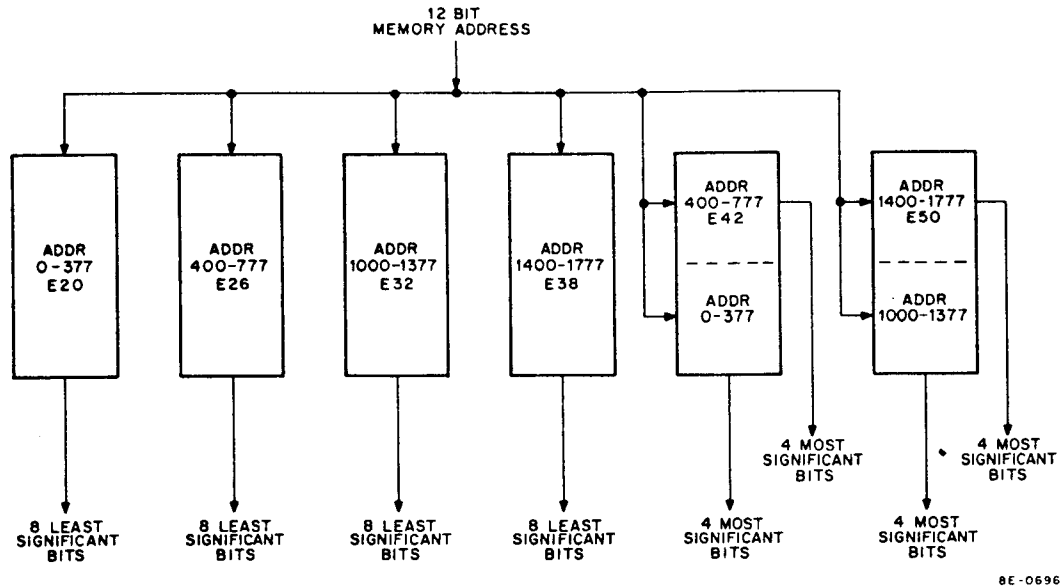 12 BIT
MEMORY ADDRESS
ADDR
0-377
E20
ADDR
400-777
E26
ADDR
1000-1377
E32
ADDR
1400-1777
E38
ADDR
400-777
E42
ADDR
0-377
ADDR
1400-1777
E50
ADDR
1000-1377
4 MOST
SIGNIFICANT
BITS
4 MOST
SIGNIFICANT
BITS
8 LEAST
SIGNIFICANT
BITS
8 LEAST
SIGNIFICANT
BITS
8 LEAST
SIGNIFICANT
BITS
8 LEAST
SIGNIFICANT
BITS
4 MOST
SIGNIFICANT
BITS
4 MOST
SIGNIFICANT
BITS
8E-0696